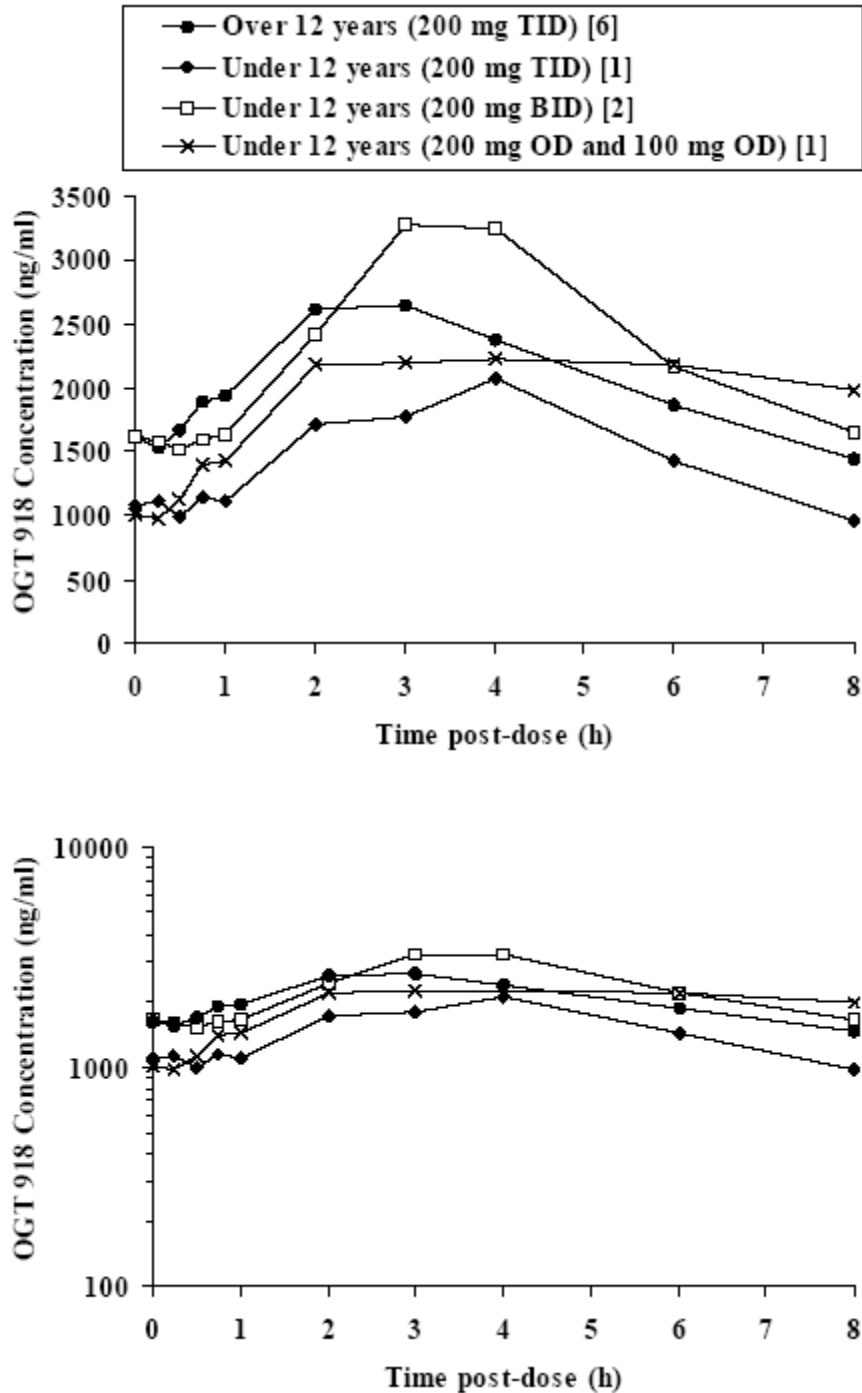 Over 12 years (200 mg TID) [6]
Under 12 years (200 mg TID) [1]
Under 12 years (200 mg BID) [2]
Under 12 years (200 mg OD and 100 mg OD) [1]
OGT 918 Concentration (ng/ml)
3500
3000
2500
2000
1500
1000
500
0
0 1 2 3 4 5 6 7 8
Time post-dose (h)
OGT 918 Concentration (ng/ml)
10000
1000
100
0 1 2 3 4 5 6 7 8
Time post-dose (h)